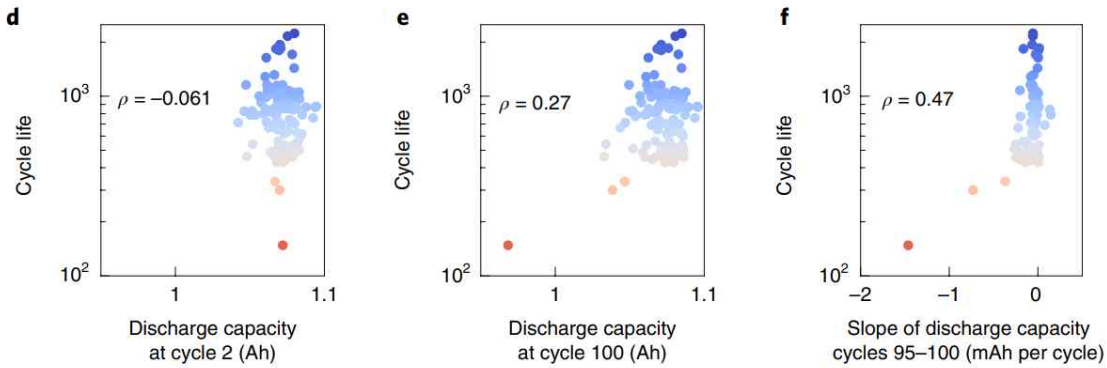 d
ρ = −0.061
Cycle life
10³
10²
1
1.1
Discharge capacity
at cycle 2 (Ah)
e
ρ = 0.27
Cycle life
10³
10²
1
1.1
Discharge capacity
at cycle 100 (Ah)
f
ρ = 0.47
Cycle life
10³
10²
−2
−1
0
Slope of discharge capacity
cycles 95–100 (mAh per cycle)